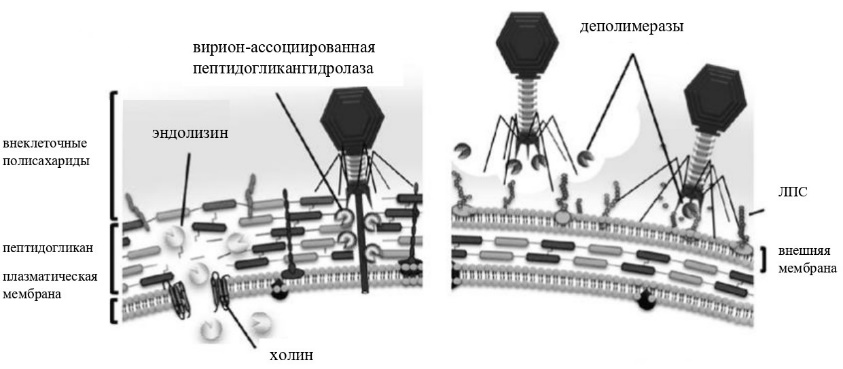 вирион-ассоциированная
пептидогликангидролаза
эндолизин
внеклеточные
полисахариды
пептидогликан
плазматическая
мембрана
холин
деполимеразы
ЛПС
внешняя
мембрана